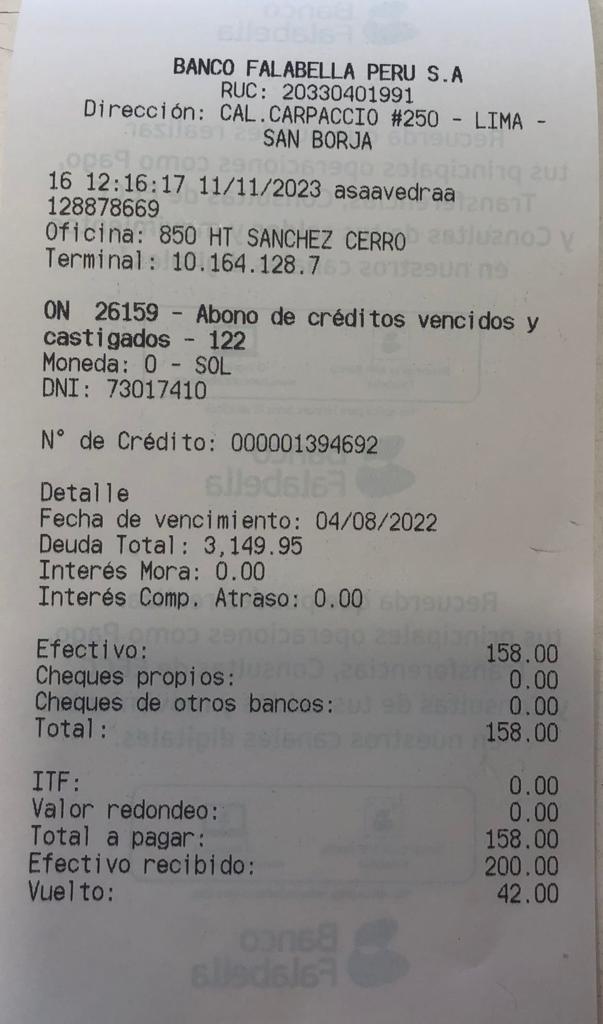 BANCO FALABELLA PERU S.A
RUC: 20330401991
Dirección: CAL.CARPACCIO #250 - LIMA -
SAN BORJA
16 12:16:17 11/11/2023 asaavedraa
128878669
Oficina: 850 HT SANCHEZ CERRO
Terminal: 10.164.128.7
ON 26159 - Abono de créditos vencidos y
castigados - 122
Moneda: 0 - SOL
DNI: 73017410
N° de Crédito: 000001394692
Detalle
Fecha de vencimiento: 04/08/2022
Deuda Total: 3,149.95
Interés Mora: 0.00
Interés Comp. Atraso: 0.00
Efectivo: 158.00
Cheques propios: 0.00
Cheques de otros bancos: 0.00
Total: 158.00
ITF: 0.00
Valor redondeo: 0.00
Total a pagar: 158.00
Efectivo recibido: 200.00
Vuelto: 42.00